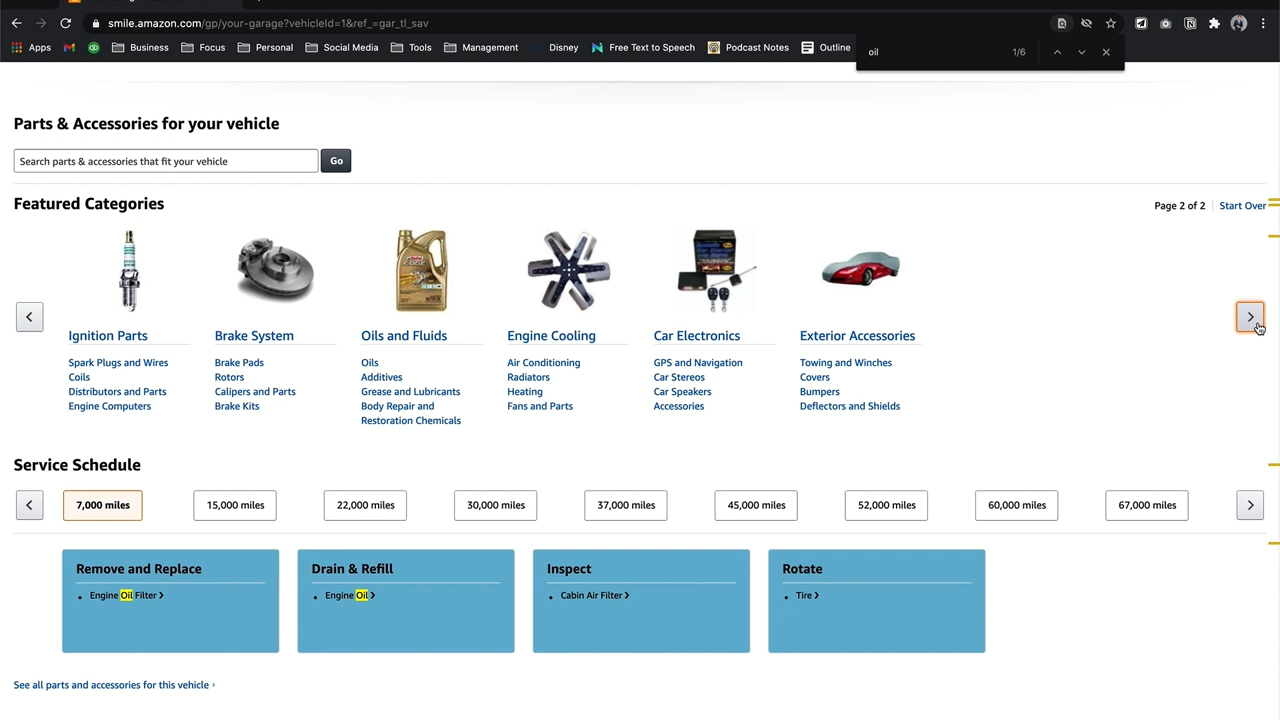 smile.amazon.com/gp/your-garage?vehicleId=1&ref_=gar_tl_sav
Apps Business Focus Personal Social Media Tools Management Disney Free Text to Speech Podcast Notes Outline
oil 1/6
Parts & Accessories for your vehicle
Search parts & accessories that fit your vehicle Go
Featured Categories Page 2 of 2 Start Over
Ignition Parts Brake System Oils and Fluids Engine Cooling Car Electronics Exterior Accessories
Spark Plugs and Wires Brake Pads Oils Air Conditioning GPS and Navigation Towing and Winches
Coils Rotors Additives Radiators Car Stereos Covers
Distributors and Parts Calipers and Parts Grease and Lubricants Heating Car Speakers Bumpers
Engine Computers Brake Kits Body Repair and Fans and Parts Accessories Deflectors and Shields
Restoration Chemicals
Service Schedule
7,000 miles 15,000 miles 22,000 miles 30,000 miles 37,000 miles 45,000 miles 52,000 miles 60,000 miles 67,000 miles
Remove and Replace Drain & Refill Inspect Rotate
Engine Oil Filter Engine Oil Cabin Air Filter Tire
See all parts and accessories for this vehicle